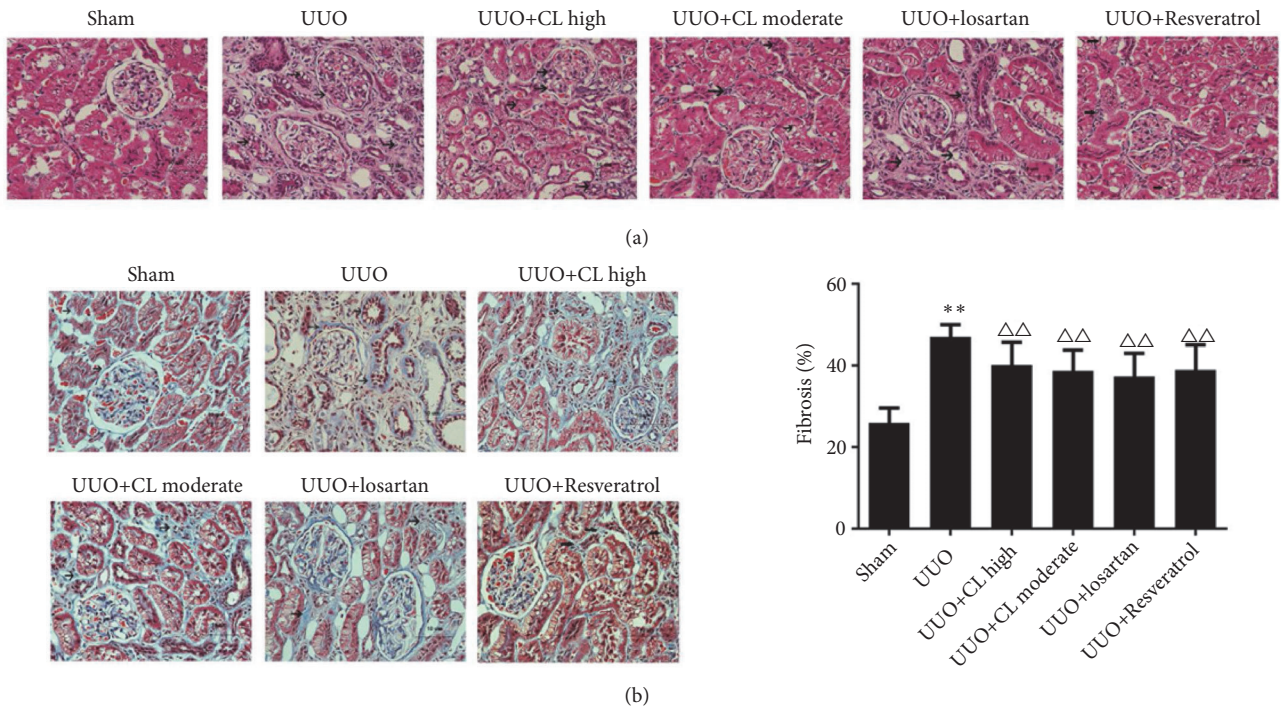 Sham UUO UUO+CL high UUO+CL moderate UUO+losartan UUO+Resveratrol
(a)
Sham UUO UUO+CL high
UUO+CL moderate UUO+losartan UUO+Resveratrol
60
40
20
0
Fibrosis (%)
**
△△
△△
△△
△△
Sham
UUO
UUO+CL high
UUO+CL moderate
UUO+losartan
UUO+Resveratrol
(b)